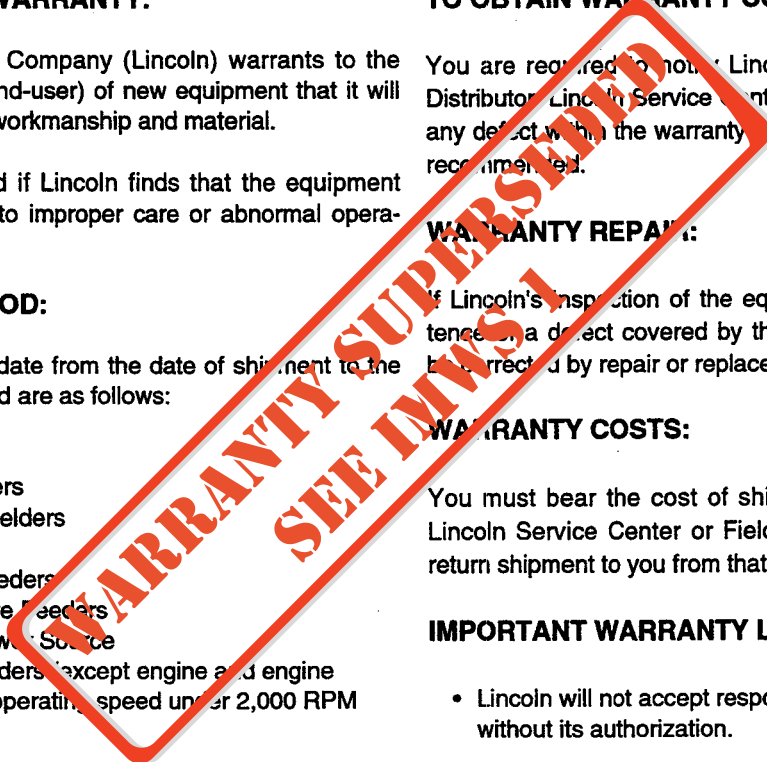 WARRANTY:
Company (Lincoln) warrants to the
nd-user) of new equipment that it will
workmanship and material.
d if Lincoln finds that the equipment
to improper care or abnormal opera-
OD:
date from the date of shipment to the
d are as follows:
ers
elders
eders
re Feeders
wer Source
ders (except engine and engine
operating speed under 2,000 RPM
TO OBTAIN WARRANTY CO
You are required to notify Linc
Distributor, Lincoln Service Cent
any defect within the warranty
recommended.
WARRANTY REPAIR:
If Lincoln's inspection of the eq
tence of a defect covered by th
be corrected by repair or replace
WARRANTY COSTS:
You must bear the cost of shi
Lincoln Service Center or Field
return shipment to you from that
IMPORTANT WARRANTY L
• Lincoln will not accept respo
without its authorization.
WARRANTY SUPERSEDED
SEE IMWS 1